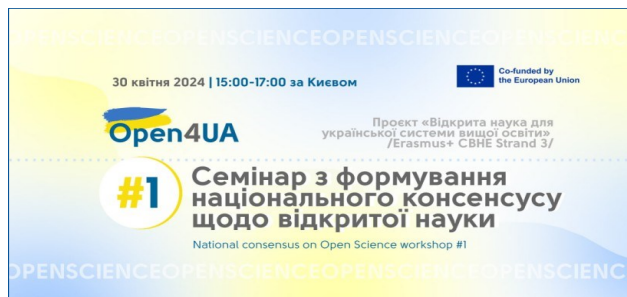 OPENSCIENCEOPENSCIENCEOPENSCIENCEOPENSCIENC
30 квітня 2024 | 15:00-17:00 за Києвом
Co-funded by
the European Union
Open4UA
Проєкт «Відкрита наука для
української системи вищої освіти»
/Erasmus+ CBHE Strand 3/
#1
Семінар з формування
національного консенсусу
щодо відкритої науки
National consensus on Open Science workshop #1
OPENSCIENCEOPENSCIENCEOPENSCIENCEOPENSCIENC